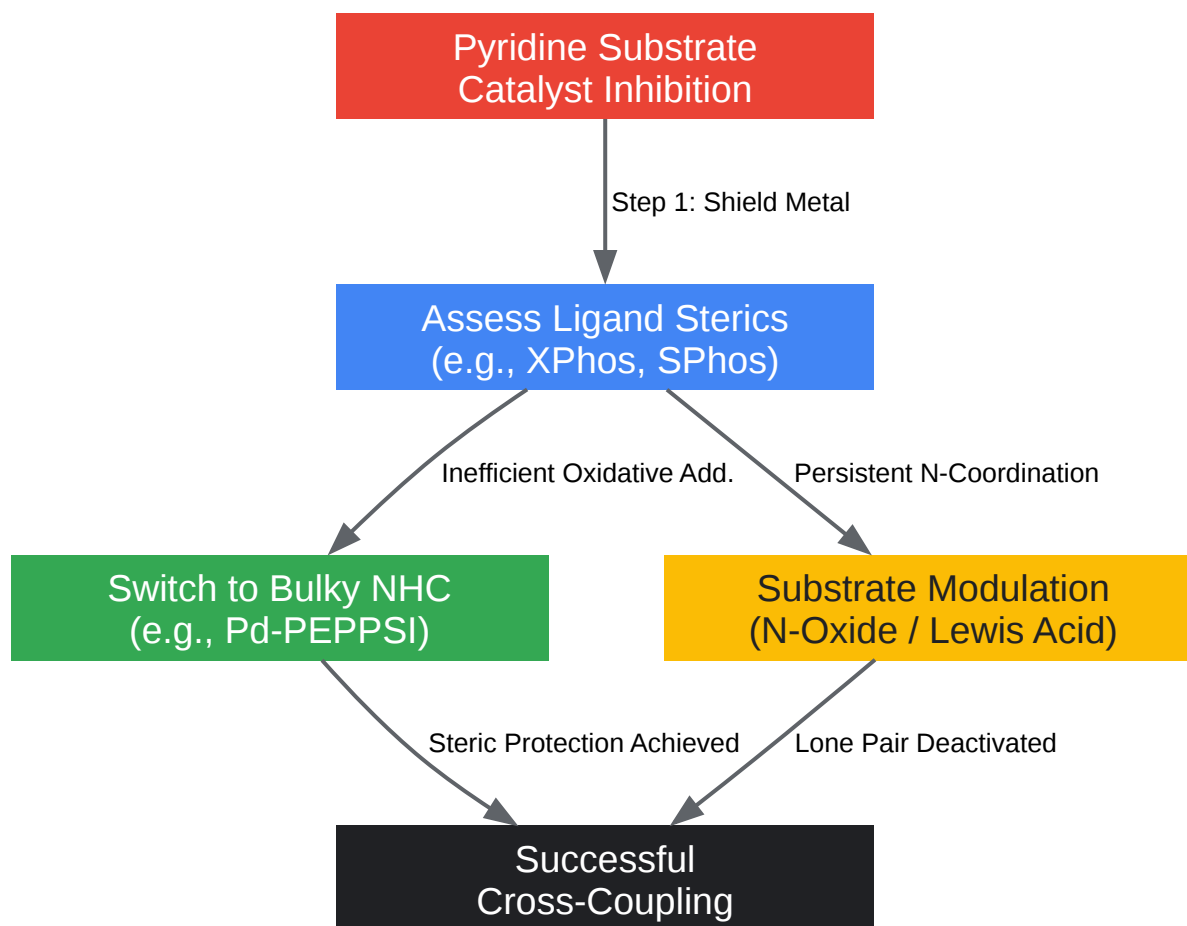 Pyridine Substrate
Catalyst Inhibition
Step 1: Shield Metal
Assess Ligand Sterics
(e.g., XPhos, SPhos)
Inefficient Oxidative Add.
Persistent N-Coordination
Switch to Bulky NHC
(e.g., Pd-PEPPSI)
Substrate Modulation
(N-Oxide / Lewis Acid)
Steric Protection Achieved
Lone Pair Deactivated
Successful
Cross-Coupling